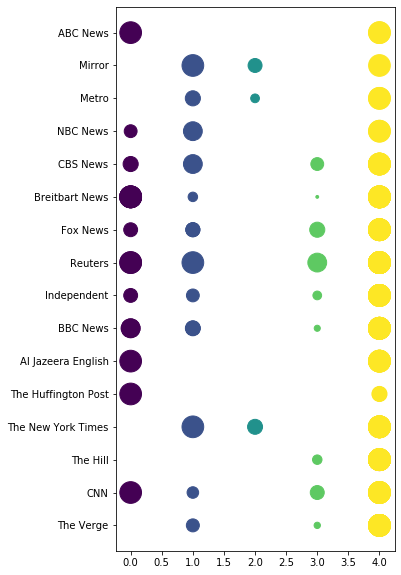 ABC News
Mirror
Metro
NBC News
CBS News
Breitbart News
Fox News
Reuters
Independent
BBC News
Al Jazeera English
The Huffington Post
The New York Times
The Hill
CNN
The Verge
0.0 0.5 1.0 1.5 2.0 2.5 3.0 3.5 4.0